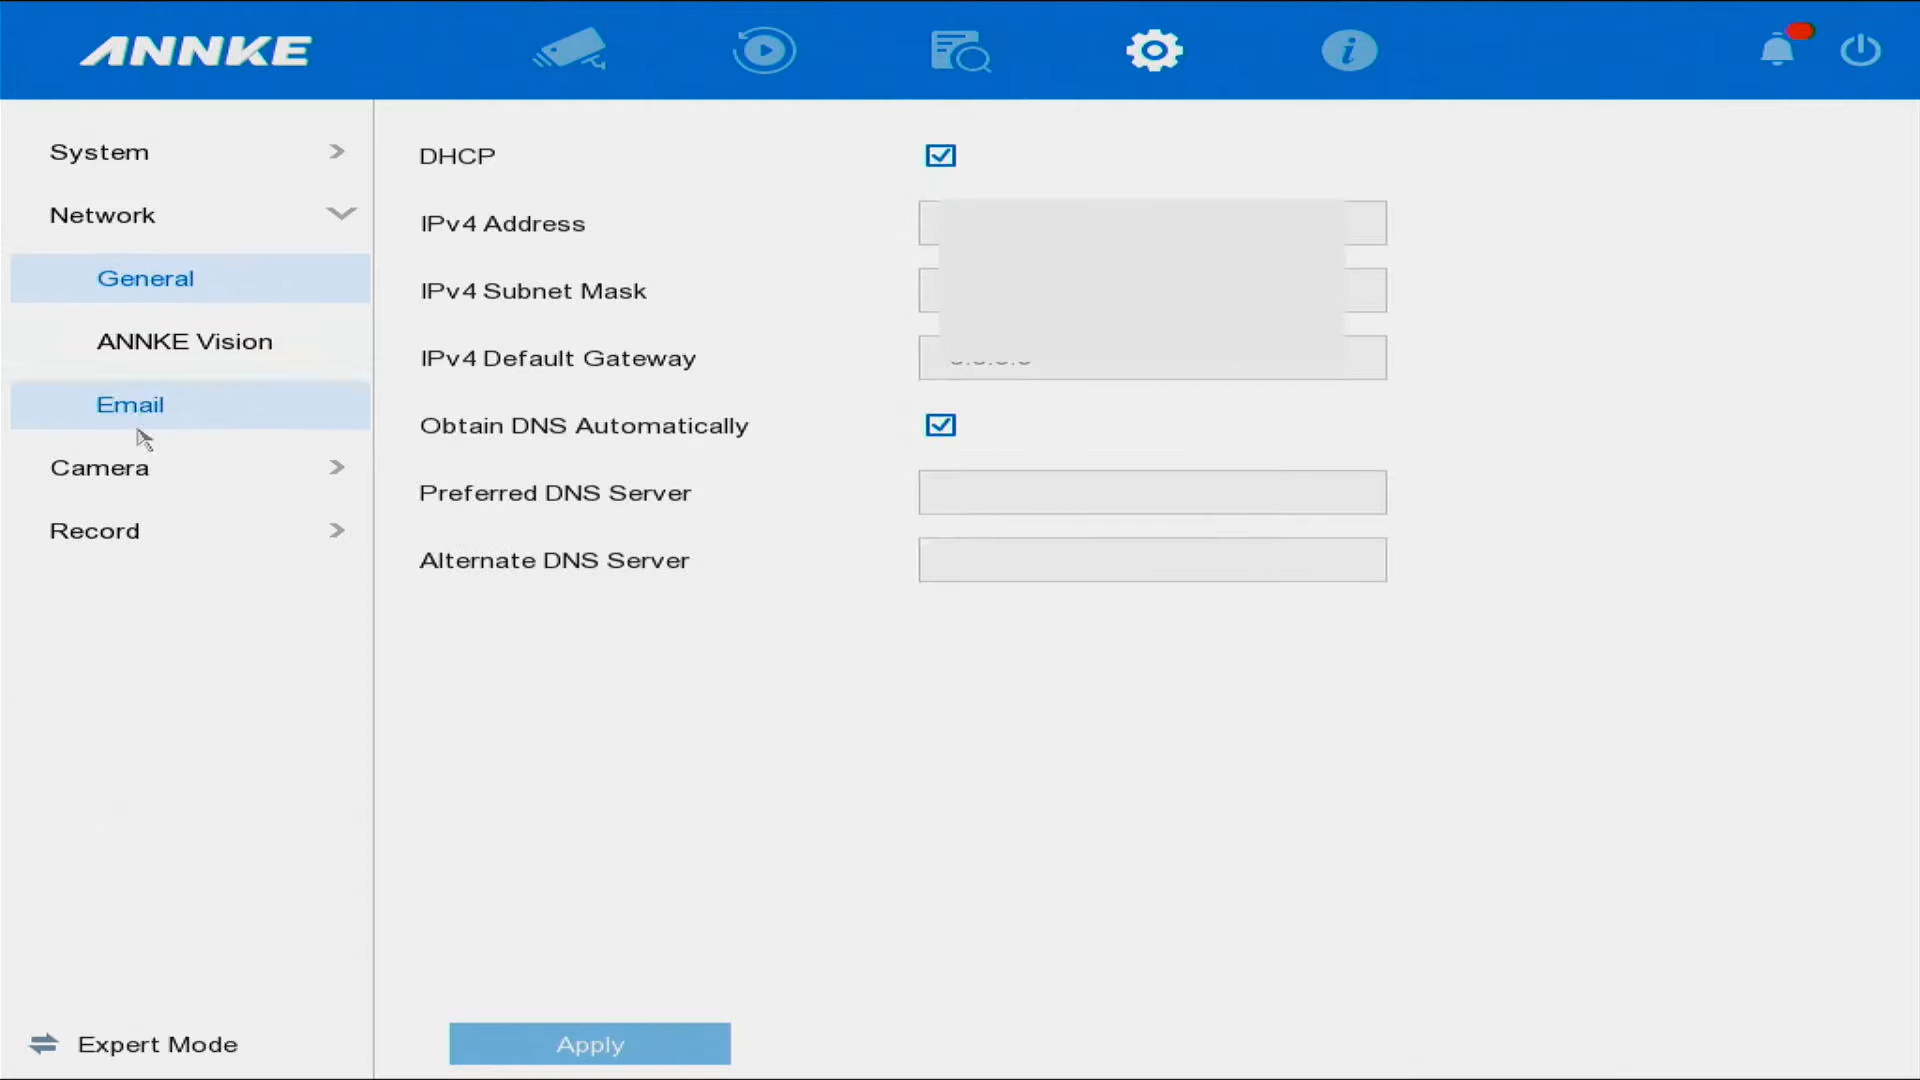 ANNKE
System
Network
General
ANNKE Vision
Email
Camera
Record
Expert Mode
DHCP
IPv4 Address
IPv4 Subnet Mask
IPv4 Default Gateway
Obtain DNS Automatically
Preferred DNS Server
Alternate DNS Server
Apply